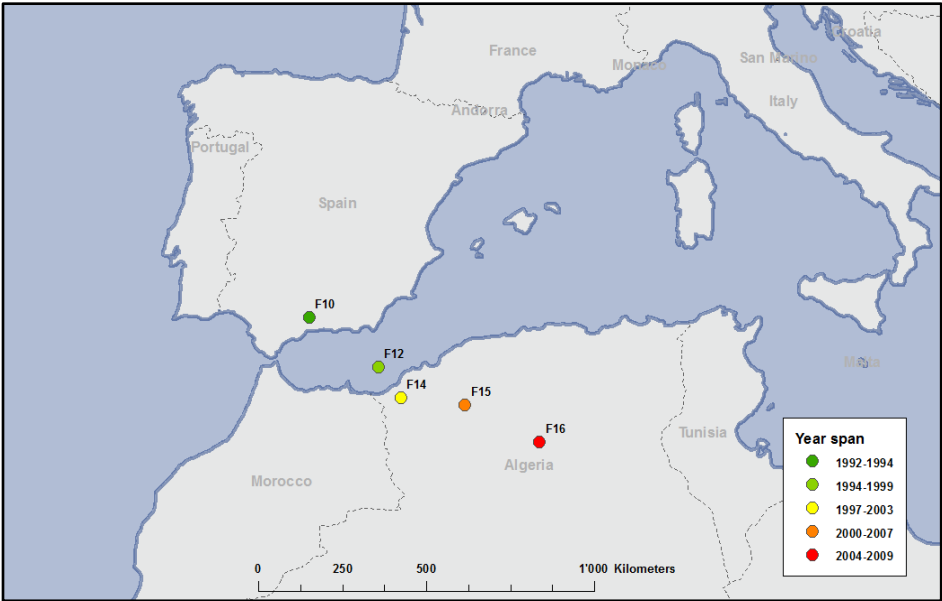 Croatia
France
Monaco
San Marino
Italy
Andorra
Portugal
Spain
F10
F12
Malta
F14
F15
F16
Tunisia
Algeria
Morocco
Year span
1992-1994
1994-1999
1997-2003
2000-2007
2004-2009
0 250 500 1'000 Kilometers